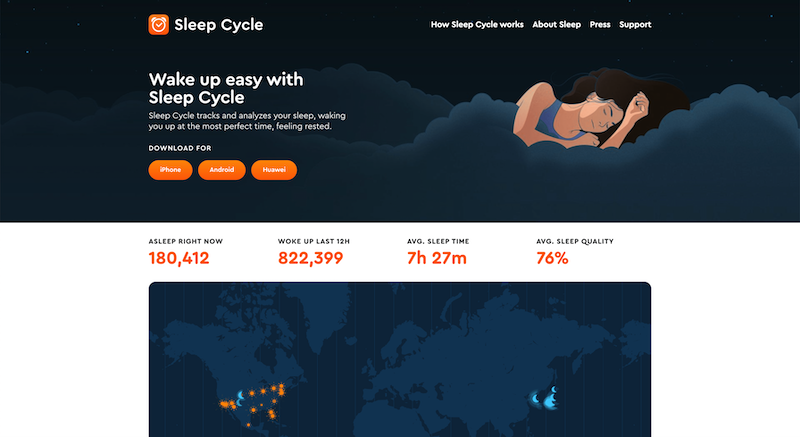 Sleep Cycle
How Sleep Cycle works About Sleep Press Support
Wake up easy with
Sleep Cycle
Sleep Cycle tracks and analyzes your sleep, waking
you up at the most perfect time, feeling rested.
DOWNLOAD FOR
iPhone Android Huawei
ASLEEP RIGHT NOW WOKE UP LAST 12H AVG. SLEEP TIME AVG. SLEEP QUALITY
180,412 822,399 7h 27m 76%